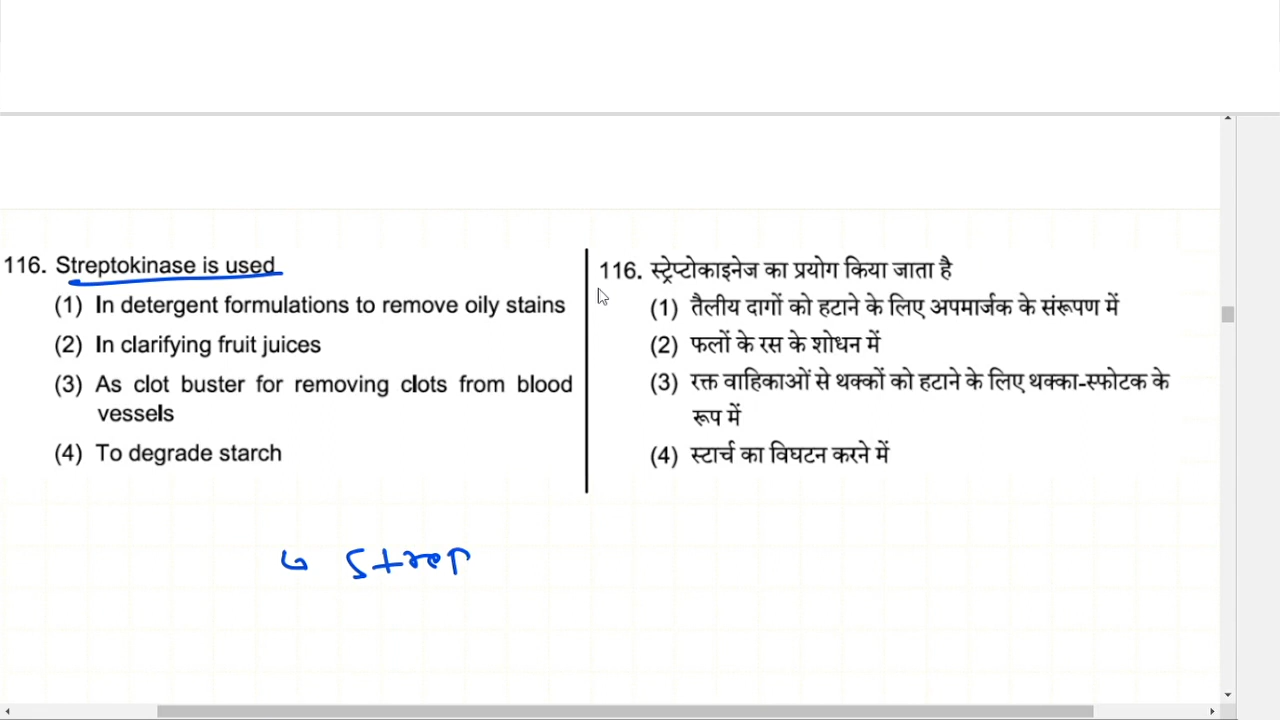 116. Streptokinase is used
(1) In detergent formulations to remove oily stains
(2) In clarifying fruit juices
(3) As clot buster for removing clots from blood
vessels
(4) To degrade starch
116. स्ट्रेप्टोकाइनेज का प्रयोग किया जाता है
(1) तैलीय दागों को हटाने के लिए अपमार्जक के संरूपण में
(2) फलों के रस के शोधन में
(3) रक्त वाहिकाओं से थक्कों को हटाने के लिए थक्का-स्फोटक के
रूप में
(4) स्टार्च का विघटन करने में
↳ Strep